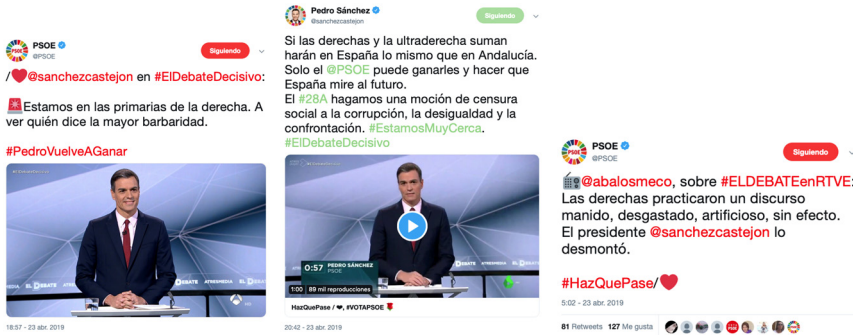 PSOE
@PSOE
Siguiendo
/❤️@sanchezcastejon en #ElDebateDecisivo:
🚨Estamos en las primarias de la derecha. A
ver quién dice la mayor barbaridad.
#PedroVuelveAGanar
EL DEBATE
ATRESMEDIA
EL DEBATE
18:57 - 23 abr. 2019
Pedro Sánchez
@sanchezcastejon
Siguiendo
Si las derechas y la ultraderecha suman
harán en España lo mismo que en Andalucía.
Solo el @PSOE puede ganarles y hacer que
España mire al futuro.
El #28A hagamos una moción de censura
social a la corrupción, la desigualdad y la
confrontación. #EstamosMuyCerca.
#ElDebateDecisivo
0:57 PEDRO SÁNCHEZ
PSOE
1:00 89 mil reproducciones
HazQuePase / ❤, #VOTAPSOE 🌹
20:42 - 23 abr. 2019
PSOE
@PSOE
Siguiendo
📻@abalosmeco, sobre #ELDEBATEenRTVE:
Las derechas practicaron un discurso
manido, desgastado, artificioso, sin efecto.
El presidente @sanchezcastejon lo
desmontó.
#HazQuePase/❤️
5:02 - 23 abr. 2019
81 Retweets 127 Me gusta